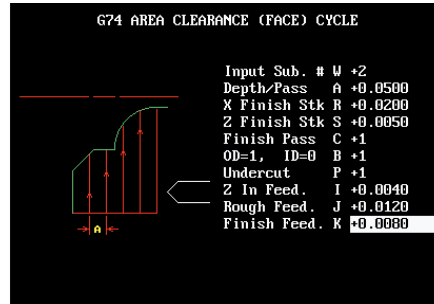 G74 AREA CLEARANCE (FACE) CYCLE
Input Sub. # W +2
Depth/Pass A +0.0500
X Finish Stk R +0.0200
Z Finish Stk S +0.0050
Finish Pass C +1
OD=1, ID=0 B +1
Undercut P +1
Z In Feed. I +0.0040
Rough Feed. J +0.0120
Finish Feed. K +0.0080
A